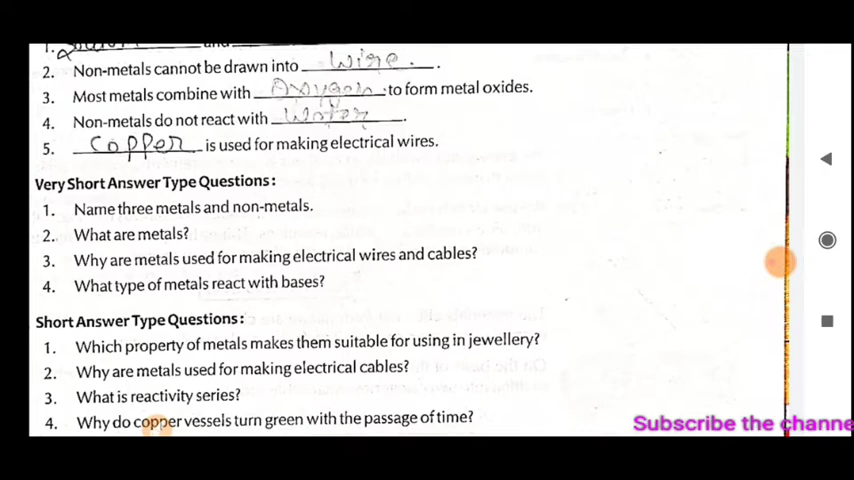 1. and
2. Non-metals cannot be drawn into wire.
3. Most metals combine with Oxygen to form metal oxides.
4. Non-metals do not react with Water.
5. Copper is used for making electrical wires.
Very Short Answer Type Questions:
1. Name three metals and non-metals.
2. What are metals?
3. Why are metals used for making electrical wires and cables?
4. What type of metals react with bases?
Short Answer Type Questions:
1. Which property of metals makes them suitable for using in jewellery?
2. Why are metals used for making electrical cables?
3. What is reactivity series?
4. Why do copper vessels turn green with the passage of time?
Subscribe the channe